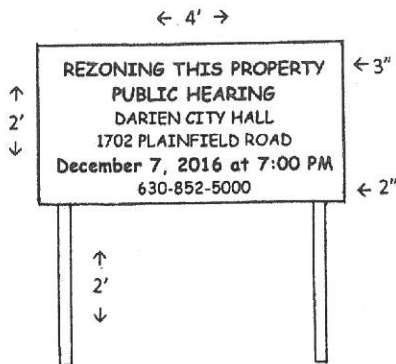 ← 4' →
REZONING THIS PROPERTY
← 3"
PUBLIC HEARING
↑
2'
↓
DARIEN CITY HALL
1702 PLAINFIELD ROAD
December 7, 2016 at 7:00 PM
630-852-5000
← 2"
↑
2'
↓